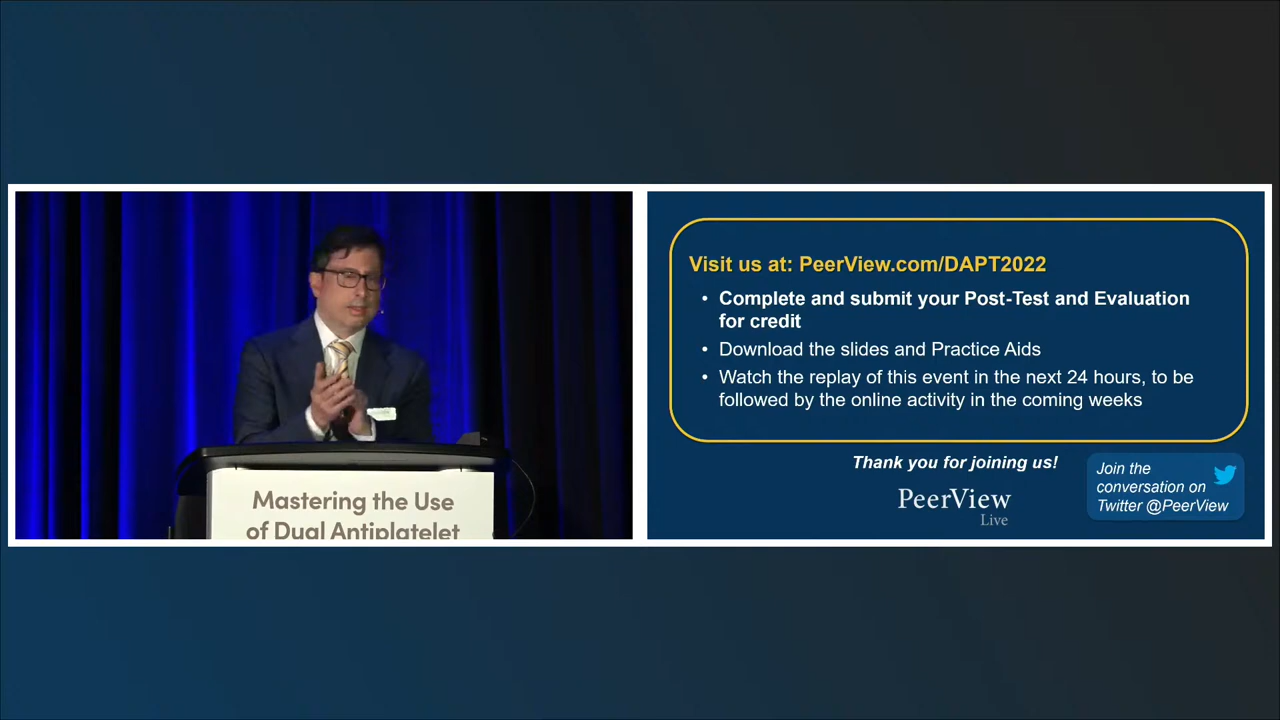 Mastering the Use
of Dual Antiplatelet
Visit us at: PeerView.com/DAPT2022
• Complete and submit your Post-Test and Evaluation
for credit
• Download the slides and Practice Aids
• Watch the replay of this event in the next 24 hours, to be
followed by the online activity in the coming weeks
Thank you for joining us!
PeerView
Live
Join the
conversation on
Twitter @PeerView